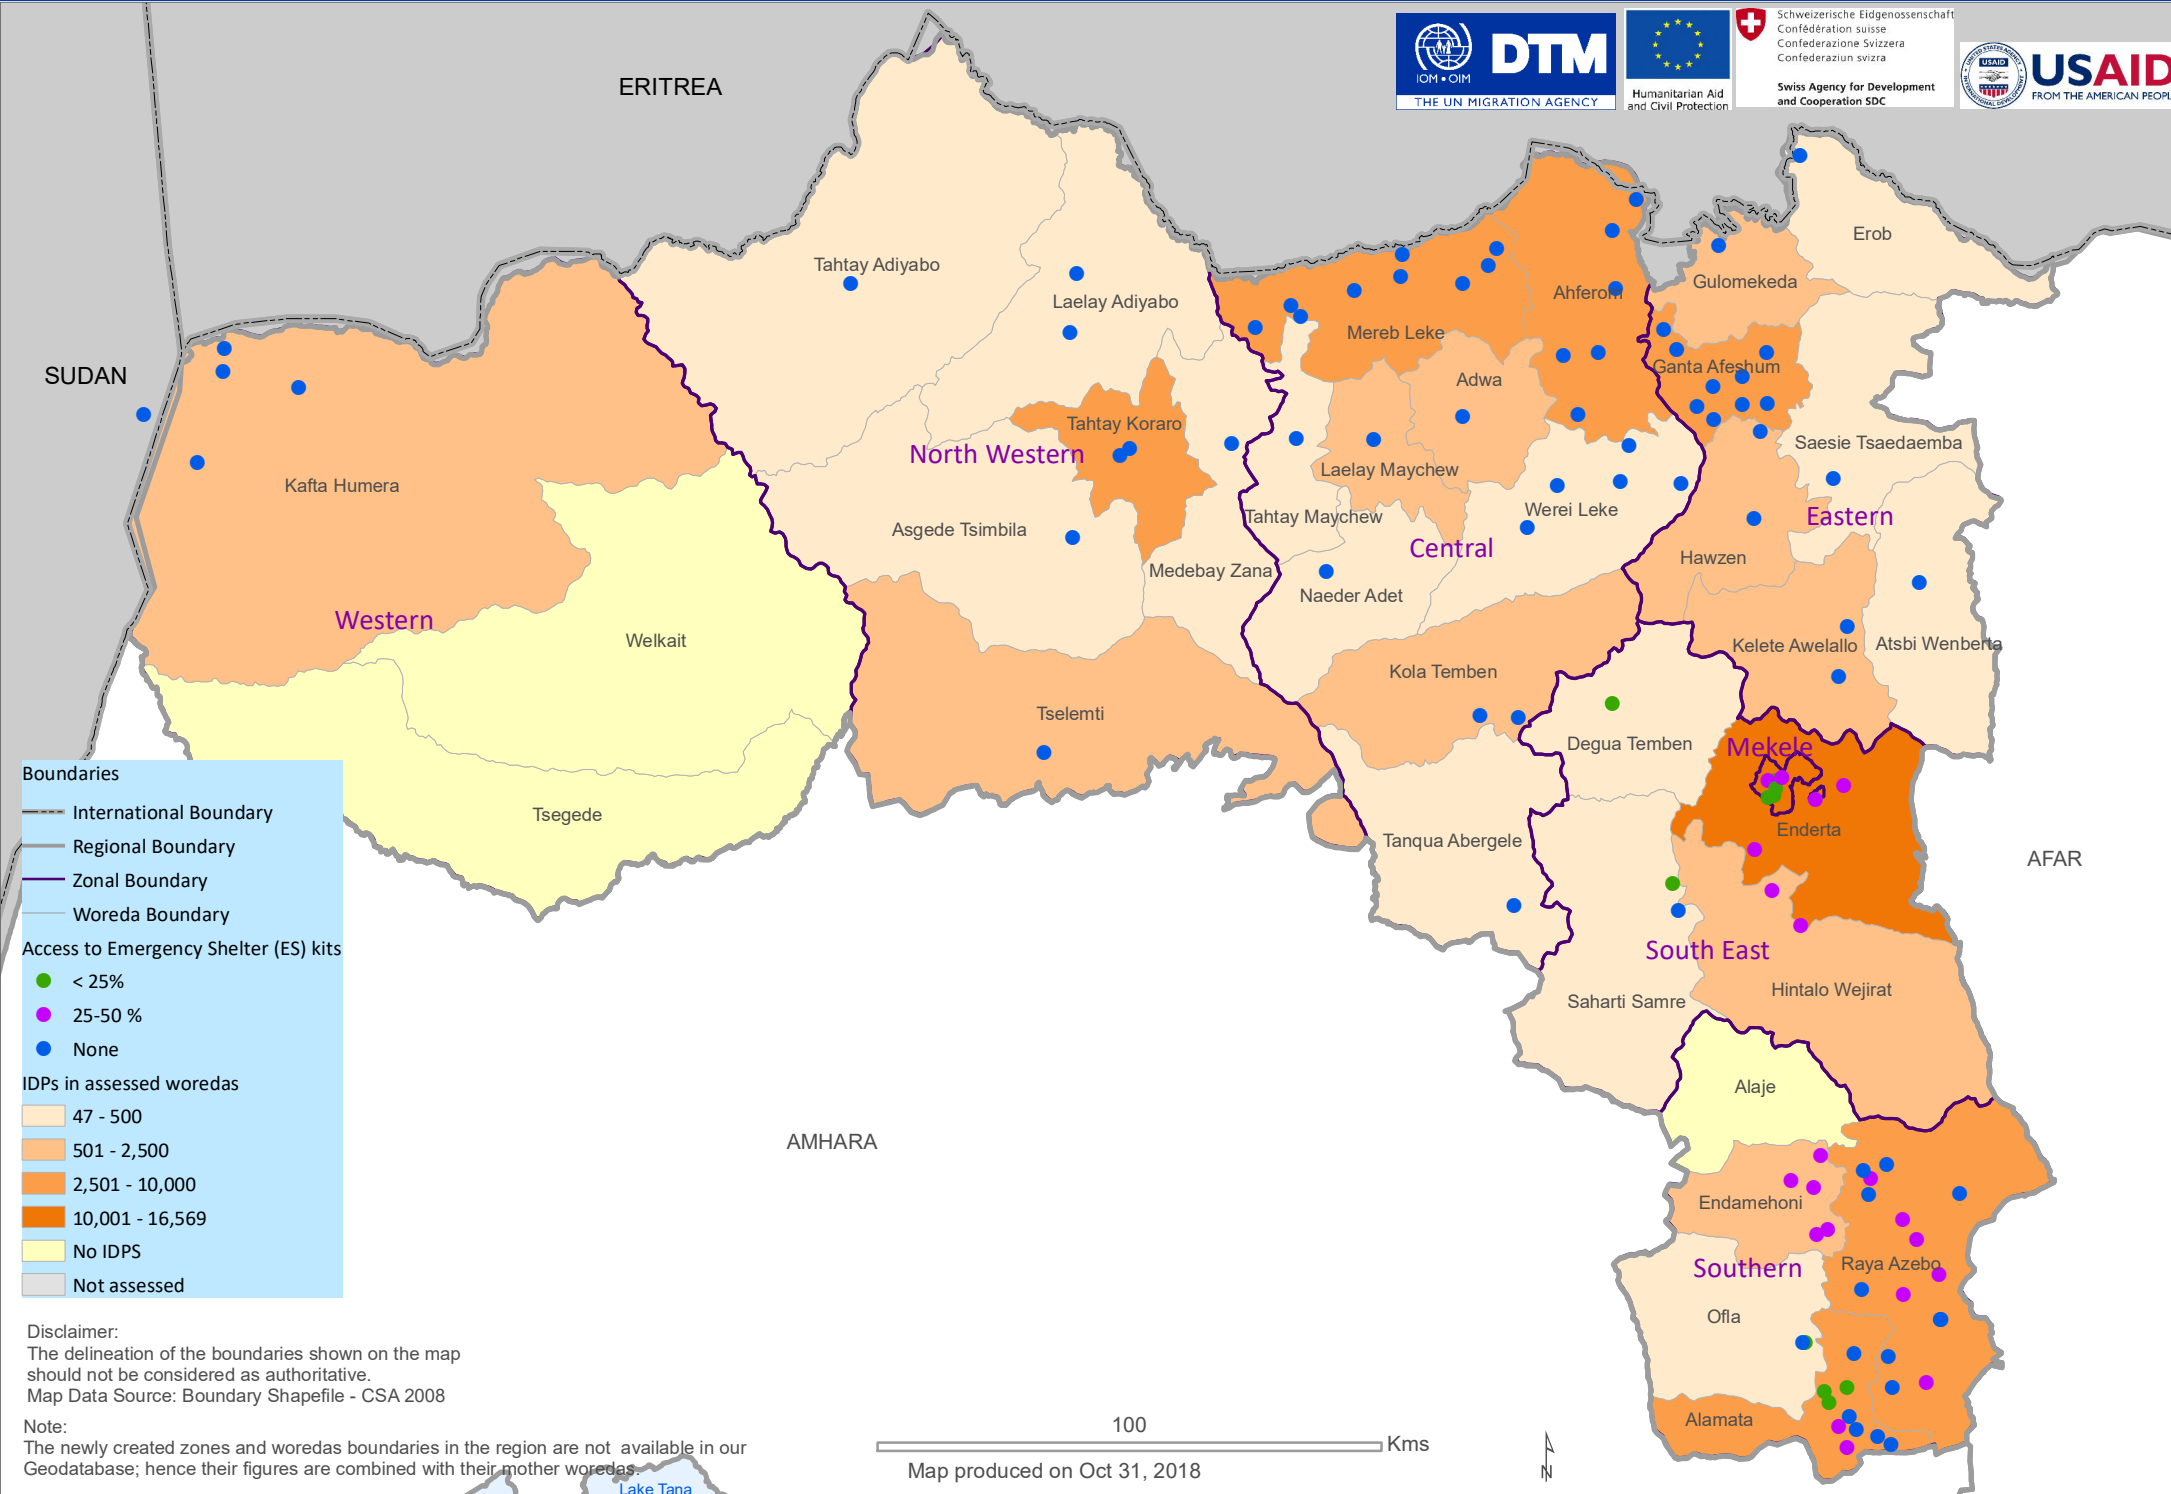 ERITREA
IOM • OIM
DTM
THE UN MIGRATION AGENCY
Humanitarian Aid
and Civil Protection
Schweizerische Eidgenossenschaft
Confédération suisse
Confederazione Svizzera
Confederaziun svizra
Swiss Agency for Development
and Cooperation SDC
USAID
USAID
FROM THE AMERICAN PEOPL
Erob
Tahtay Adiyabo
Gulomekeda
Laelay Adiyabo
Ahferom
Mereb Leke
SUDAN
Ganta Afeshum
Adwa
Tahtay Koraro
Saesie Tsaedaemba
North Western
Laelay Maychew
Kafta Humera
Werei Leke
Tahtay Maychew
Eastern
Asgede Tsimbila
Central
Hawzen
Medebay Zana
Naeder Adet
Western
Welkait
Kelete Awelallo
Atsbi Wenberta
Kola Temben
Tselemti
Degua Temben
Mekele
Tsegede
Enderta
Tanqua Abergele
AFAR
South East
Hintalo Wejirat
Saharti Samre
Alaje
AMHARA
Endamehoni
Raya Azebo
Southern
Ofla
Alamata
Boundaries
International Boundary
Regional Boundary
Zonal Boundary
Woreda Boundary
Access to Emergency Shelter (ES) kits
< 25%
25-50 %
None
IDPs in assessed woredas
47 - 500
501 - 2,500
2,501 - 10,000
10,001 - 16,569
No IDPS
Not assessed
Disclaimer:
The delineation of the boundaries shown on the map
should not be considered as authoritative.
Map Data Source: Boundary Shapefile - CSA 2008
Note:
The newly created zones and woredas boundaries in the region are not available in our
Geodatabase; hence their figures are combined with their mother woredas.
Lake Tana
100
Kms
Map produced on Oct 31, 2018
N